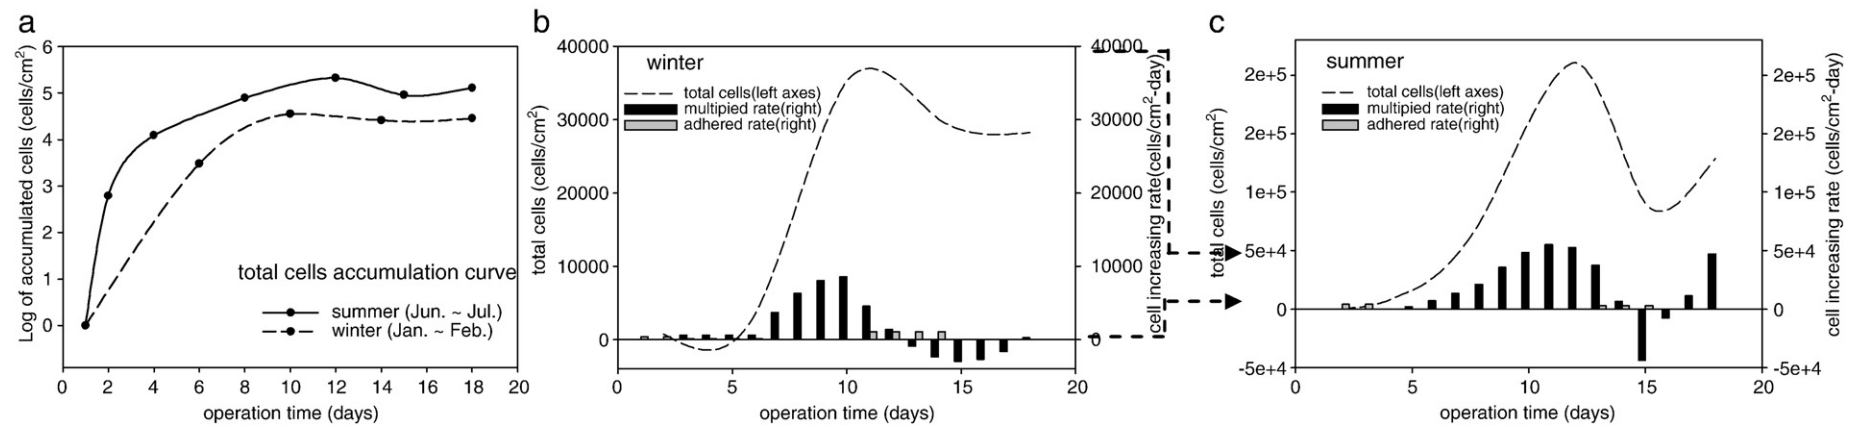 a
Log of accumulated cells (cells/cm²)
6
5
4
3
2
1
0
total cells accumulation curve
summer (Jun. ~ Jul.)
winter (Jan. ~ Feb.)
0 2 4 6 8 10 12 14 16 18 20
operation time (days)
b
total cells (cells/cm²)
40000
30000
20000
10000
0
winter
total cells(left axes)
multipied rate(right)
adhered rate(right)
40000
30000
20000
10000
0
cell increasing rate(cells/cm²-day)
0 5 10 15 20
operation time (days)
c
total cells (cells/cm²)
2e+5
2e+5
1e+5
5e+4
0
-5e+4
summer
total cells(left axes)
multipied rate(right)
adhered rate(right)
2e+5
2e+5
1e+5
5e+4
0
-5e+4
cell increasing rate (cells/cm²-day)
0 5 10 15 20
operation time (days)